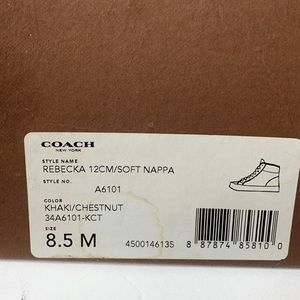 COACH
NEW YORK
STYLE NAME
REBECKA 12CM/SOFT NAPPA
STYLE NO.
A6101
COLOR
KHAKI/CHESTNUT
34A6101-KCT
SIZE
8.5 M
4500146135
8 87874 85810 0